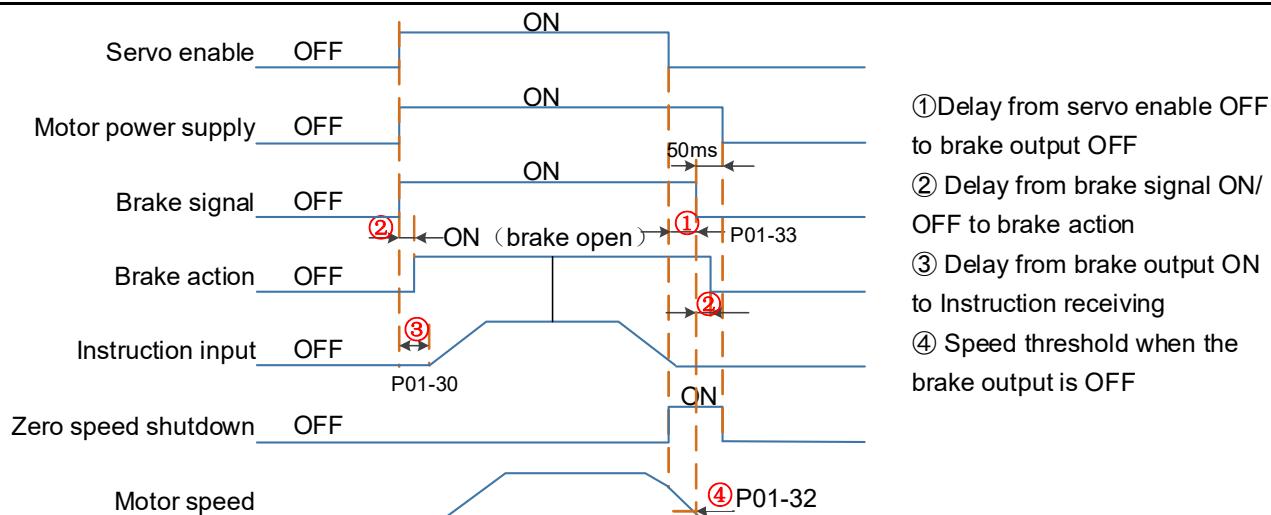 ON
Servo enable OFF
ON
Motor power supply OFF
50ms
ON
Brake signal OFF
② ON（brake open） ① P01-33
Brake action OFF
②
③
Instruction input OFF
P01-30
ON
Zero speed shutdown OFF
④ P01-32
Motor speed
①Delay from servo enable OFF
to brake output OFF
② Delay from brake signal ON/
OFF to brake action
③ Delay from brake output ON
to Instruction receiving
④ Speed threshold when the
brake output is OFF